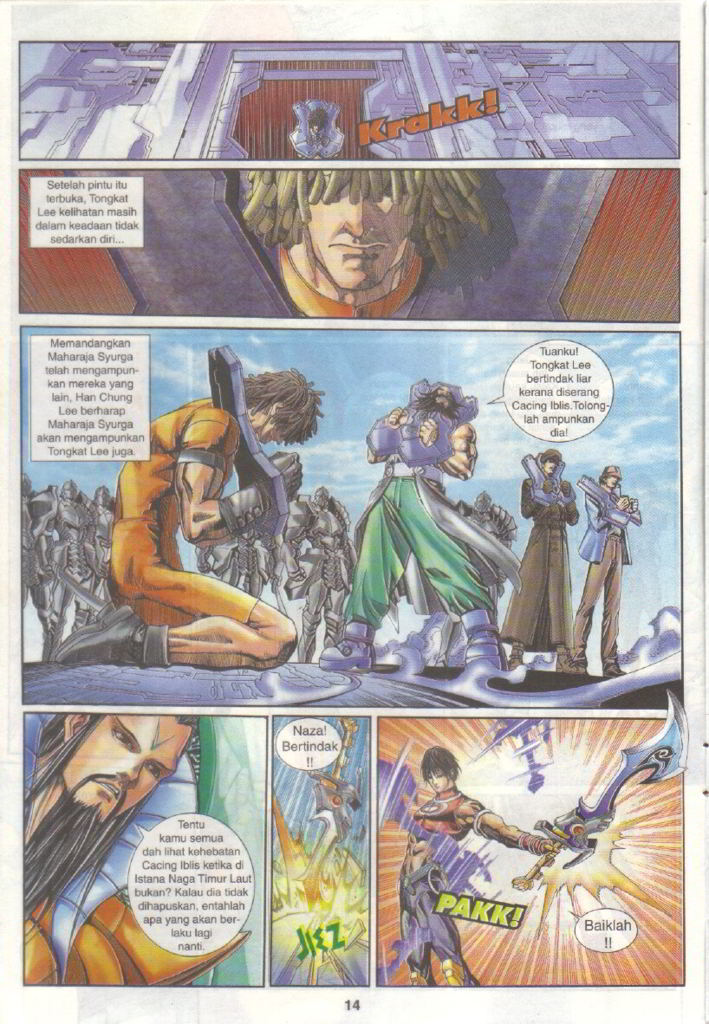 Krakk!
Setelah pintu itu
terbuka, Tongkat
Lee kelihatan masih
dalam keadaan tidak
sedarkan diri...
Memandangkan
Maharaja Syurga
telah mengampun-
kan mereka yang
lain, Han Chung
Lee berharap
Maharaja Syurga
akan mengampunkan
Tongkat Lee juga.
Tuanku!
Tongkat Lee
bertindak liar
kerana diserang
Cacing Iblis.Tolong-
lah ampunkan
dia!
Tentu
kamu semua
dah lihat kehebatan
Cacing Iblis ketika di
Istana Naga Timur Laut
bukan? Kalau dia tidak
dihapuskan, entahlah
apa yang akan ber-
laku lagi
nanti.
Naza!
Bertindak
!!
JIEZ
PAKK!
Baiklah
!!
14